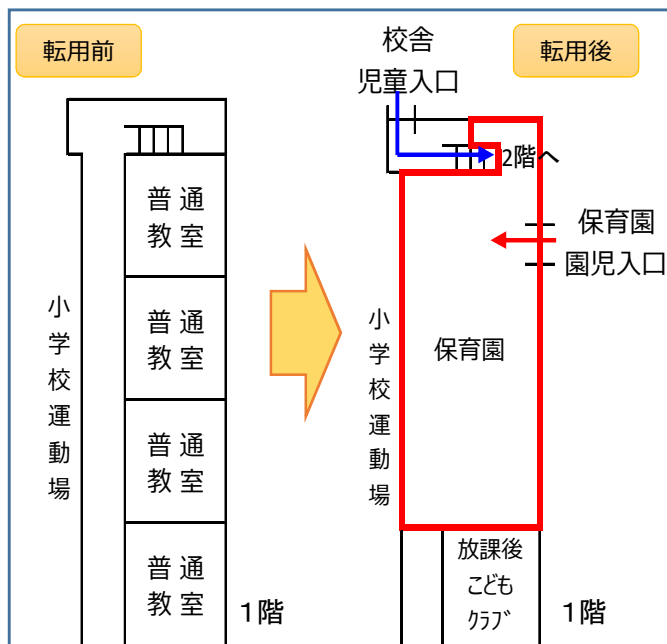 転用前
小学校運動場
普通
教室
普通
教室
普通
教室
普通
教室
1階
転用後
校舎
児童入口
2階へ
保育園
園児入口
小学校運動場
保育園
放課後
こども
ｸﾗﾌﾞ
1階